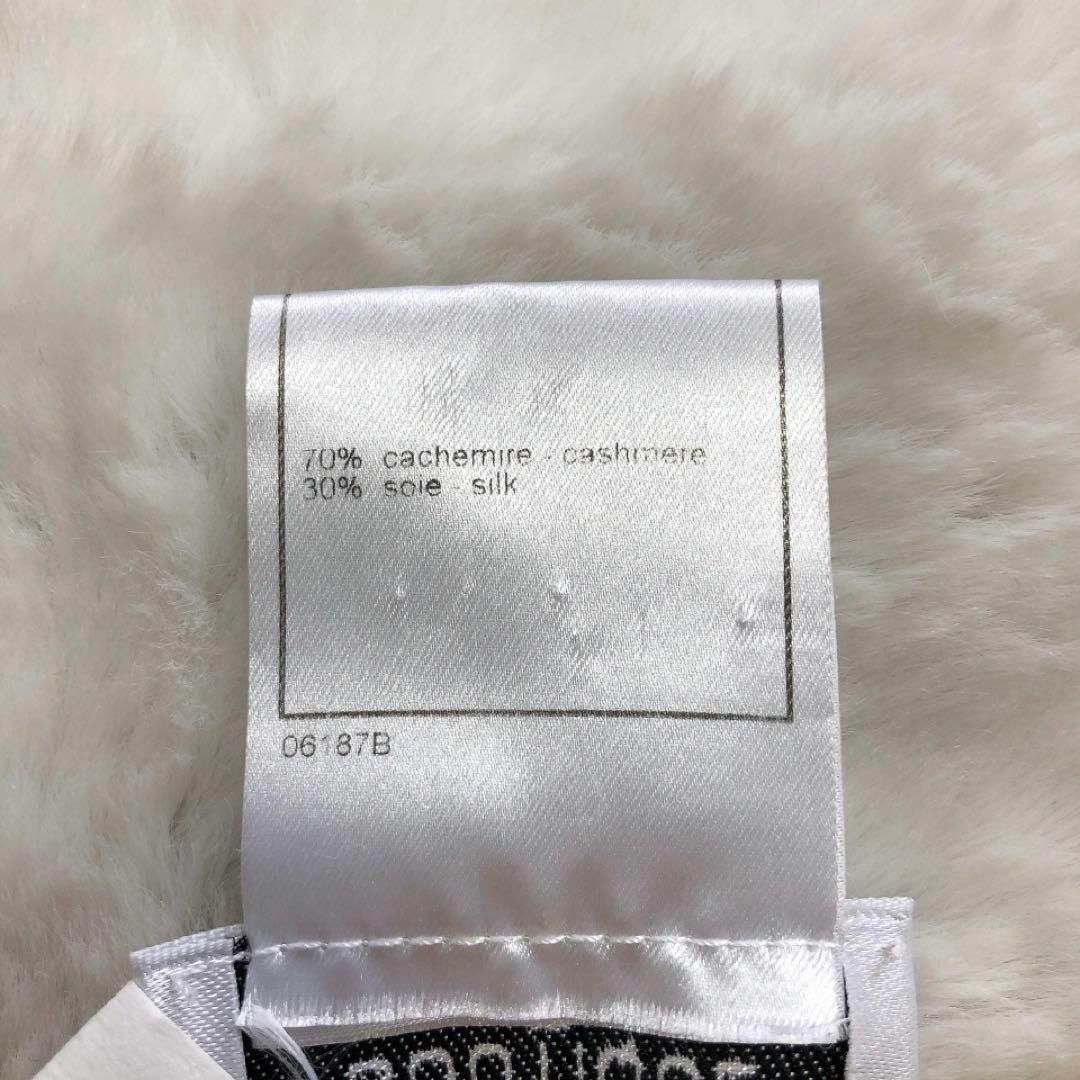 70% cachemire - cashmere
30% soie - silk
06187B